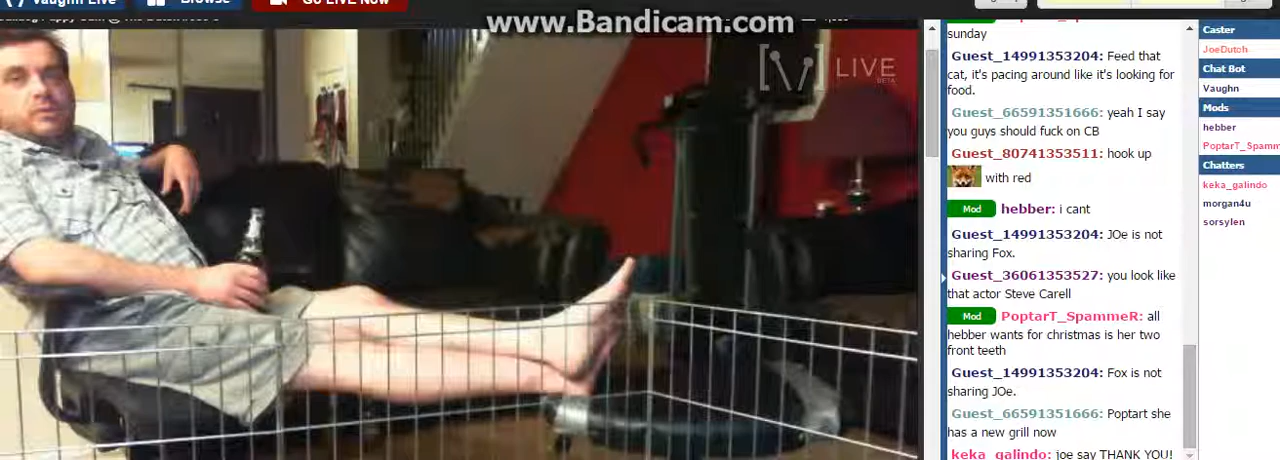 Vaughn Live Browse Go LIVE Now
www.Bandicam.com
[\/] LIVE
BETA
sunday
Guest_14991353204: Feed that
cat, it's pacing around like it's looking for
food.
Guest_66591351666: yeah I say
you guys should fuck on CB
Guest_80741353511: hook up
with red
Mod hebber: i cant
Guest_14991353204: JOe is not
sharing Fox.
Guest_36061353527: you look like
that actor Steve Carell
Mod PoptarT_SpammeR: all
hebber wants for christmas is her two
front teeth
Guest_14991353204: Fox is not
sharing JOe.
Guest_66591351666: Poptart she
has a new grill now
keka_galindo: joe say THANK YOU!
Caster
JoeDutch
Chat Bot
Vaughn
Mods
hebber
PoptarT_Spamm
Chatters
keka_galindo
morgan4u
sorsylen